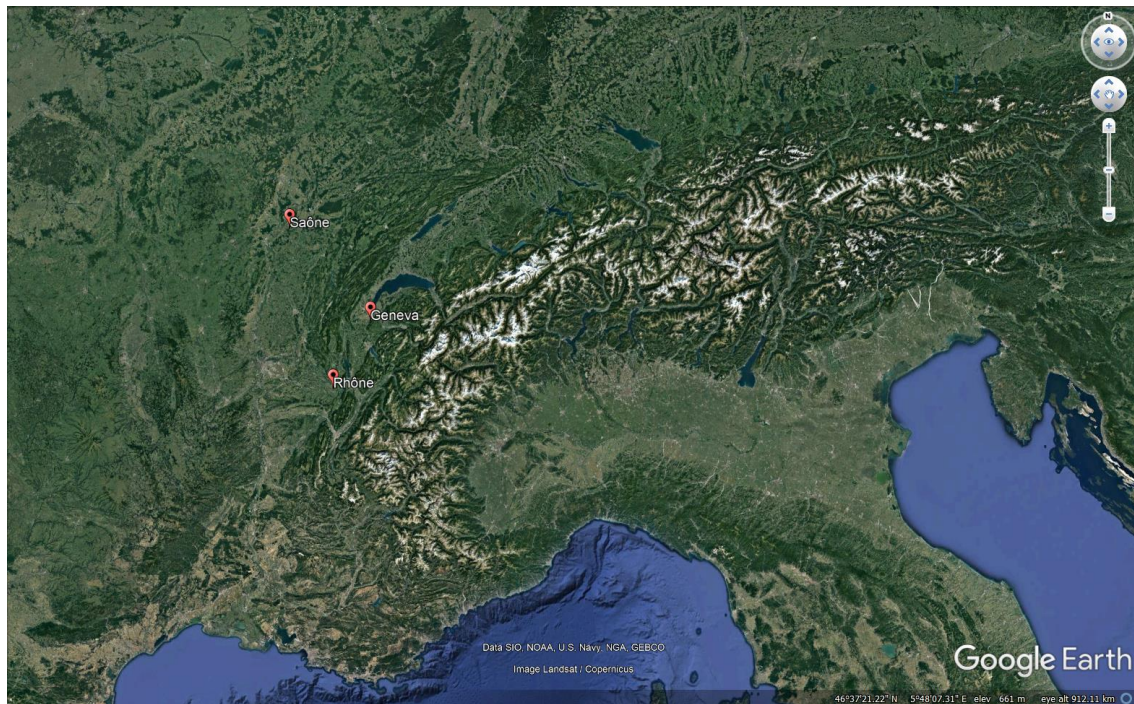 N
Saône
Geneva
Rhône
Data SIO, NOAA, U.S. Navy, NGA, GEBCO
Image Landsat / Copernicus
Google Earth
46°37'21.22" N 5°48'07.31" E elev 661 m eye alt 912.11 km